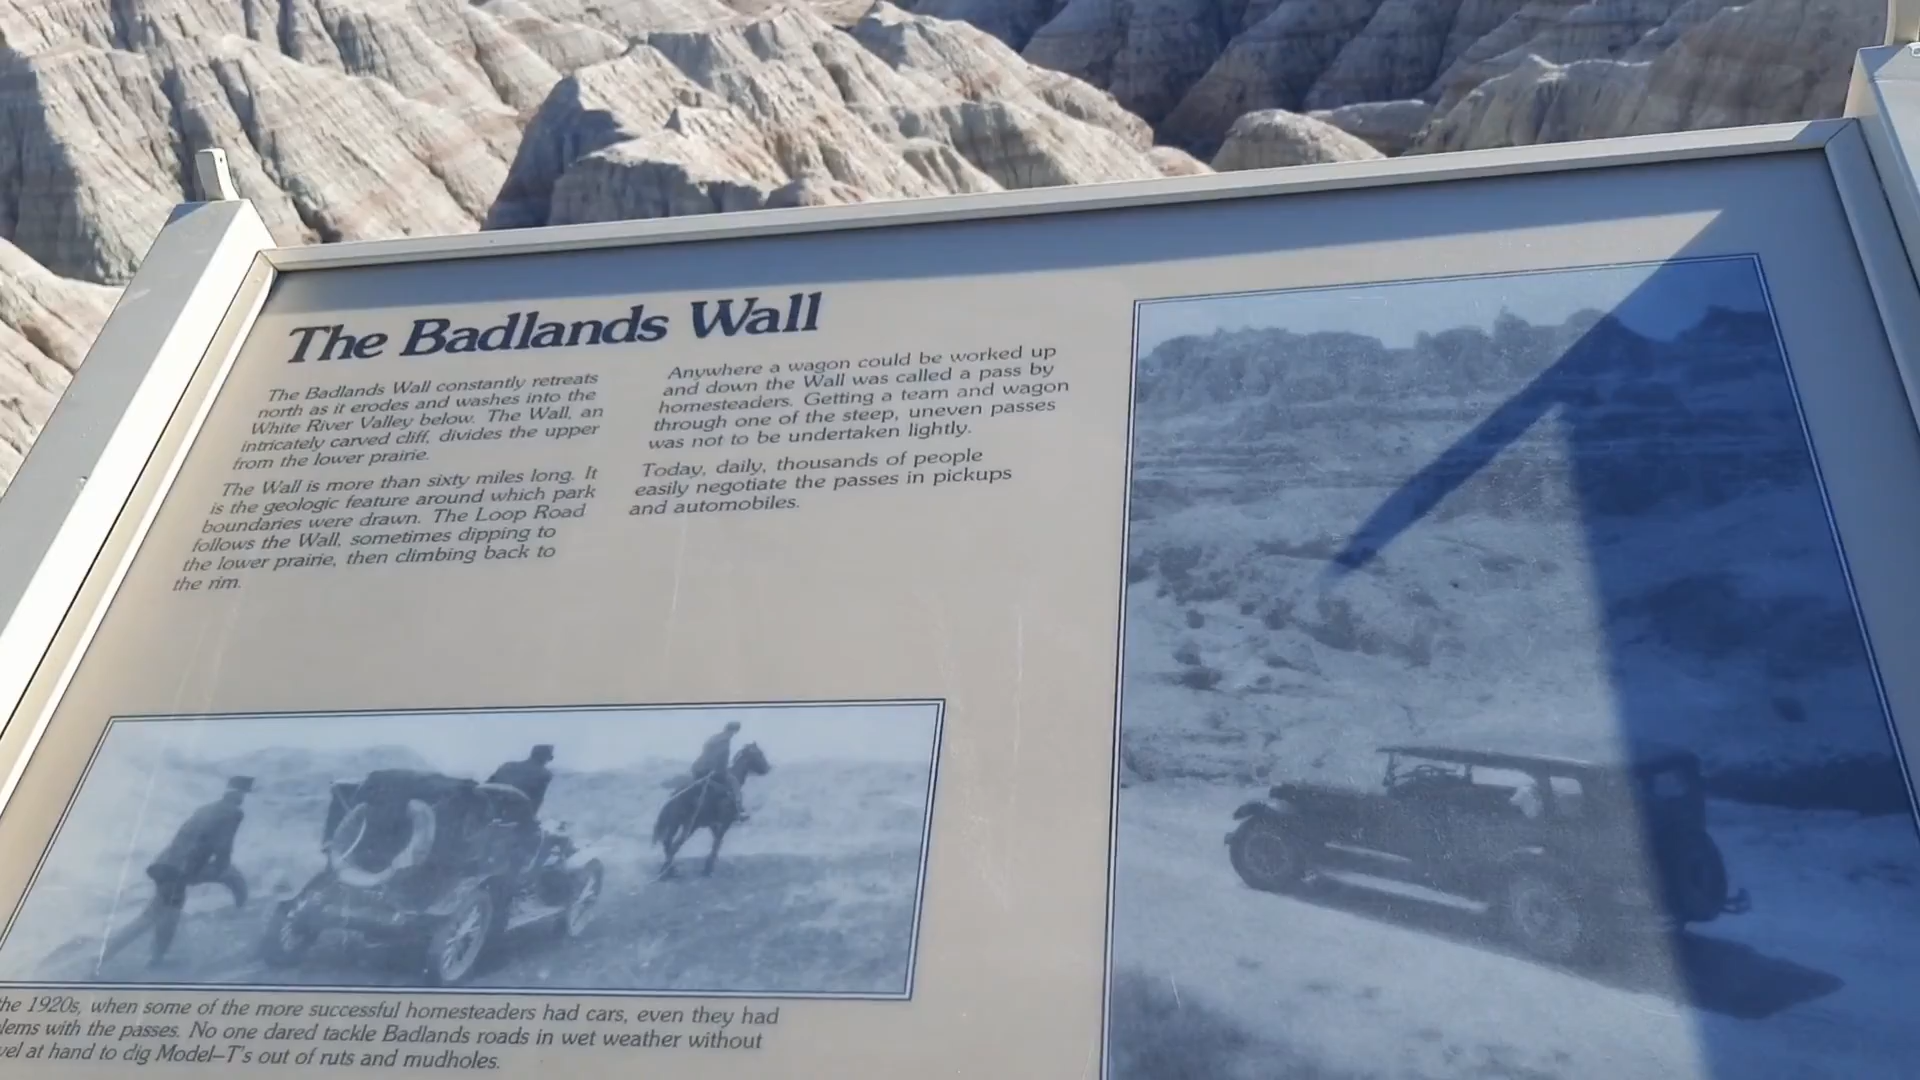 The Badlands Wall
The Badlands Wall constantly retreats
north as it erodes and washes into the
White River Valley below. The Wall, an
intricately carved cliff, divides the upper
from the lower prairie.
The Wall is more than sixty miles long. It
is the geologic feature around which park
boundaries were drawn. The Loop Road
follows the Wall, sometimes dipping to
the lower prairie, then climbing back to
the rim.
Anywhere a wagon could be worked up
and down the Wall was called a pass by
homesteaders. Getting a team and wagon
through one of the steep, uneven passes
was not to be undertaken lightly.
Today, daily, thousands of people
easily negotiate the passes in pickups
and automobiles.
the 1920s, when some of the more successful homesteaders had cars, even they had
lems with the passes. No one dared tackle Badlands roads in wet weather without
vel at hand to dig Model–T's out of ruts and mudholes.